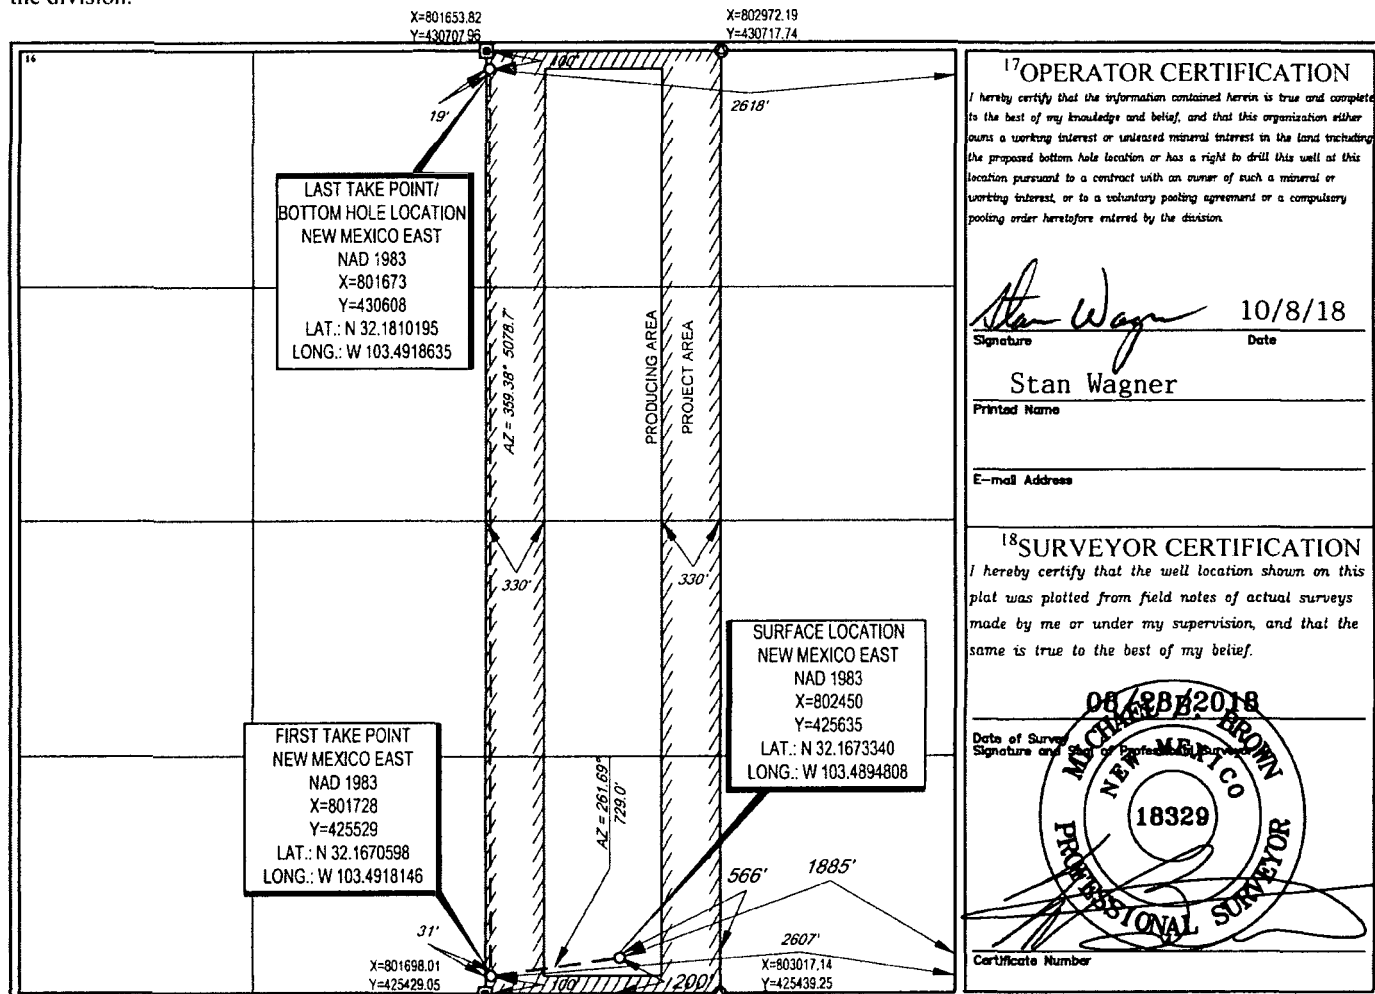 the division.
X=801653.82
Y=430707.96
X=802972.19
Y=430717.74
16
100'
19'
2618'
LAST TAKE POINT/
BOTTOM HOLE LOCATION
NEW MEXICO EAST
NAD 1983
X=801673
Y=430608
LAT.: N 32.1810195
LONG.: W 103.4918635
AZ = 359.38° 5078.7'
PRODUCING AREA
PROJECT AREA
330'
330'
SURFACE LOCATION
NEW MEXICO EAST
NAD 1983
X=802450
Y=425635
LAT.: N 32.1673340
LONG.: W 103.4894808
FIRST TAKE POINT
NEW MEXICO EAST
NAD 1983
X=801728
Y=425529
LAT.: N 32.1670598
LONG.: W 103.4918146
AZ = 261.69°
729.0'
566'
1885'
31'
2607'
X=801698.01
Y=425429.05
100'
200'
X=803017.14
Y=425439.25
17 OPERATOR CERTIFICATION
I hereby certify that the information contained herein is true and complete
to the best of my knowledge and belief, and that this organization either
owns a working interest or unleased mineral interest in the land including
the proposed bottom hole location or has a right to drill this well at this
location pursuant to a contract with an owner of such a mineral or
working interest, or to a voluntary pooling agreement or a compulsory
pooling order heretofore entered by the division
Stan Wagner 10/8/18
Signature Date
Stan Wagner
Printed Name
E-mail Address
18 SURVEYOR CERTIFICATION
I hereby certify that the well location shown on this
plat was plotted from field notes of actual surveys
made by me or under my supervision, and that the
same is true to the best of my belief.
08/28/2018
Date of Survey
Signature and Seal of Professional Surveyor
MICHAEL B. BROWN
NEW MEXICO
18329
PROFESSIONAL SURVEYOR
Certificate Number